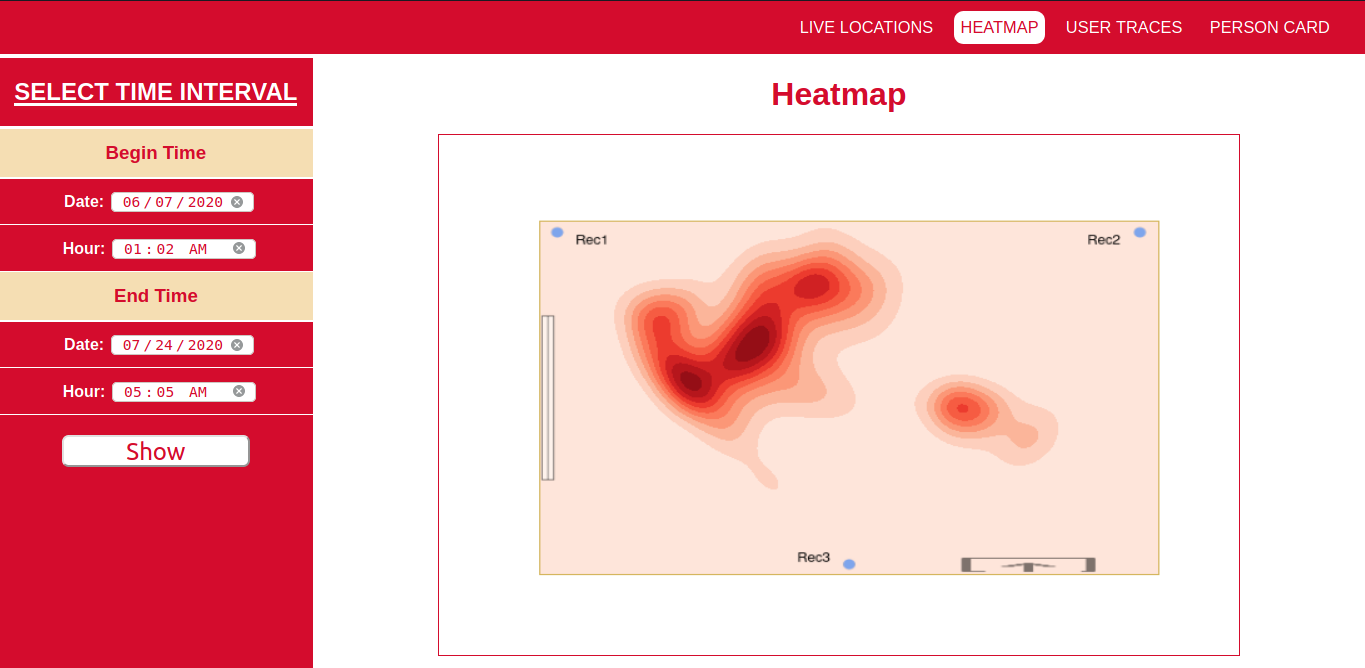 LIVE LOCATIONS HEATMAP USER TRACES PERSON CARD
SELECT TIME INTERVAL
Begin Time
Date: 06/07/2020
Hour: 01:02 AM
End Time
Date: 07/24/2020
Hour: 05:05 AM
Show
Heatmap
Rec1 Rec2
Rec3